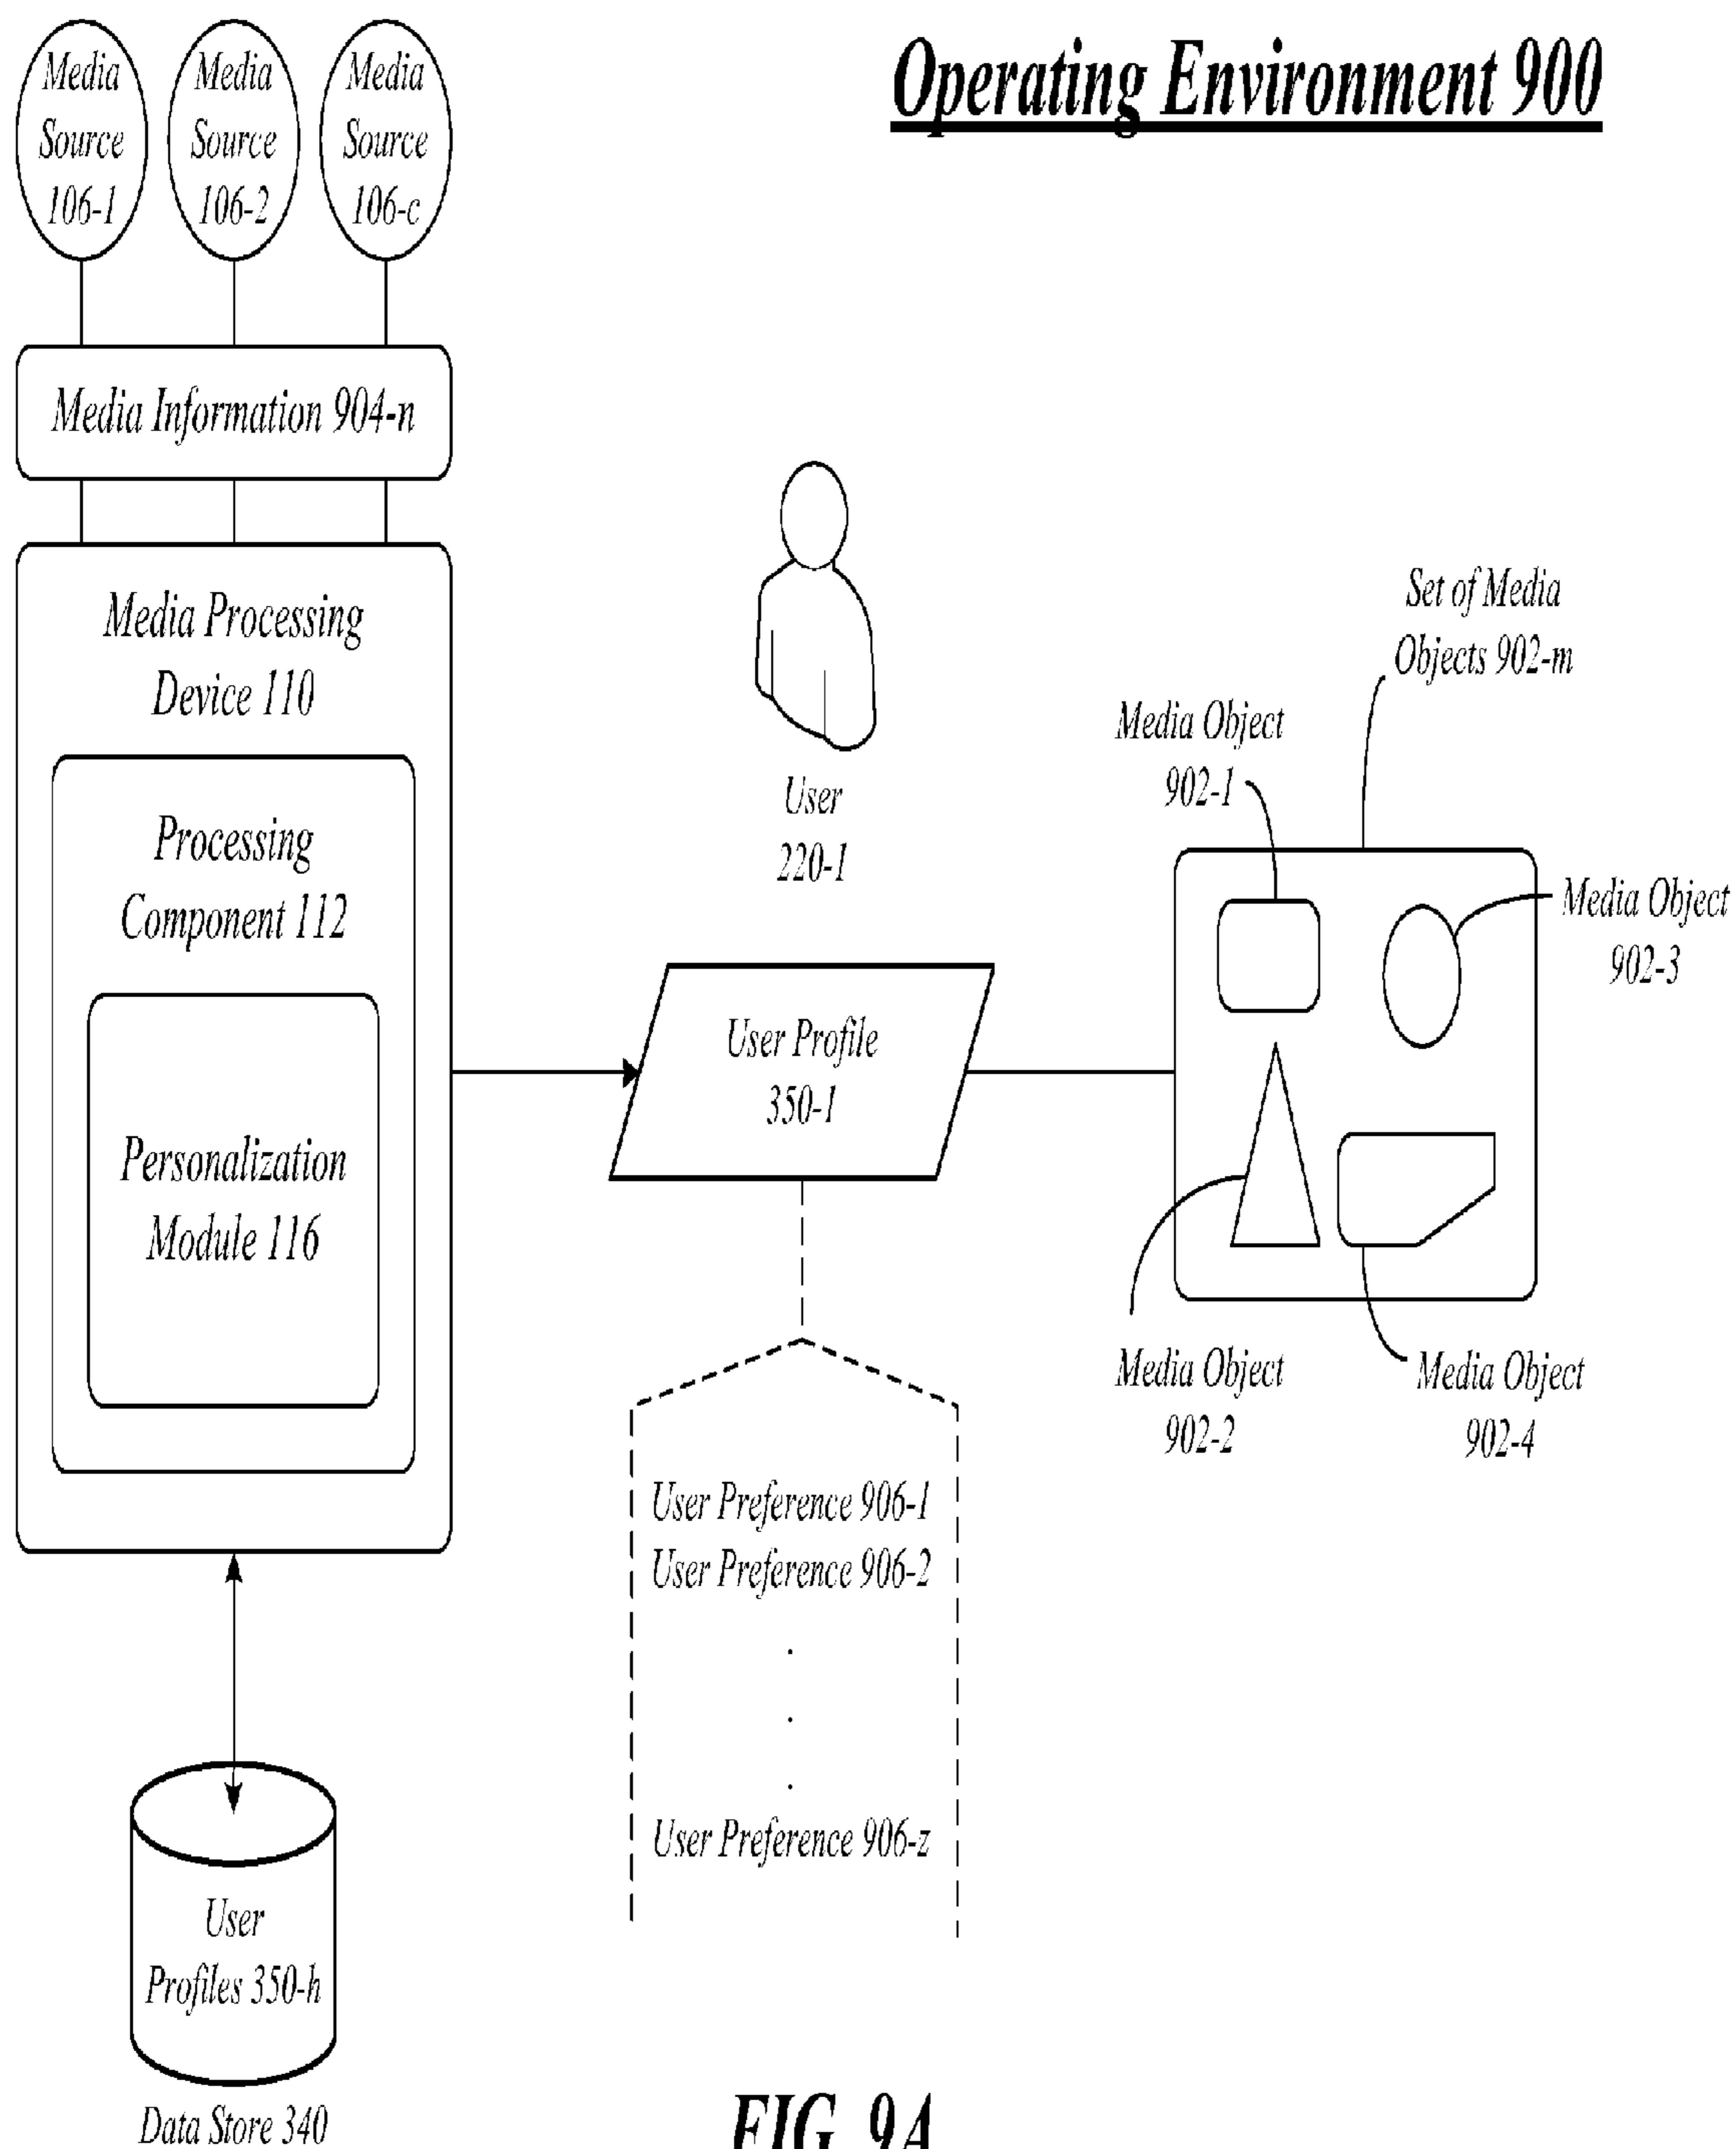 Operating Environment 900
Media
Source
106-1
Media
Source
106-2
Media
Source
106-c
Media Information 904-n
Media Processing
Device 110
Processing
Component 112
Personalization
Module 116
User
220-1
User Profile
350-1
Set of Media
Objects 902-m
Media Object
902-1
Media Object
902-3
Media Object
902-2
Media Object
902-4
User Preference 906-1
User Preference 906-2
.
.
.
User Preference 906-z
User
Profiles 350-h
Data Store 340
FIG. 9A